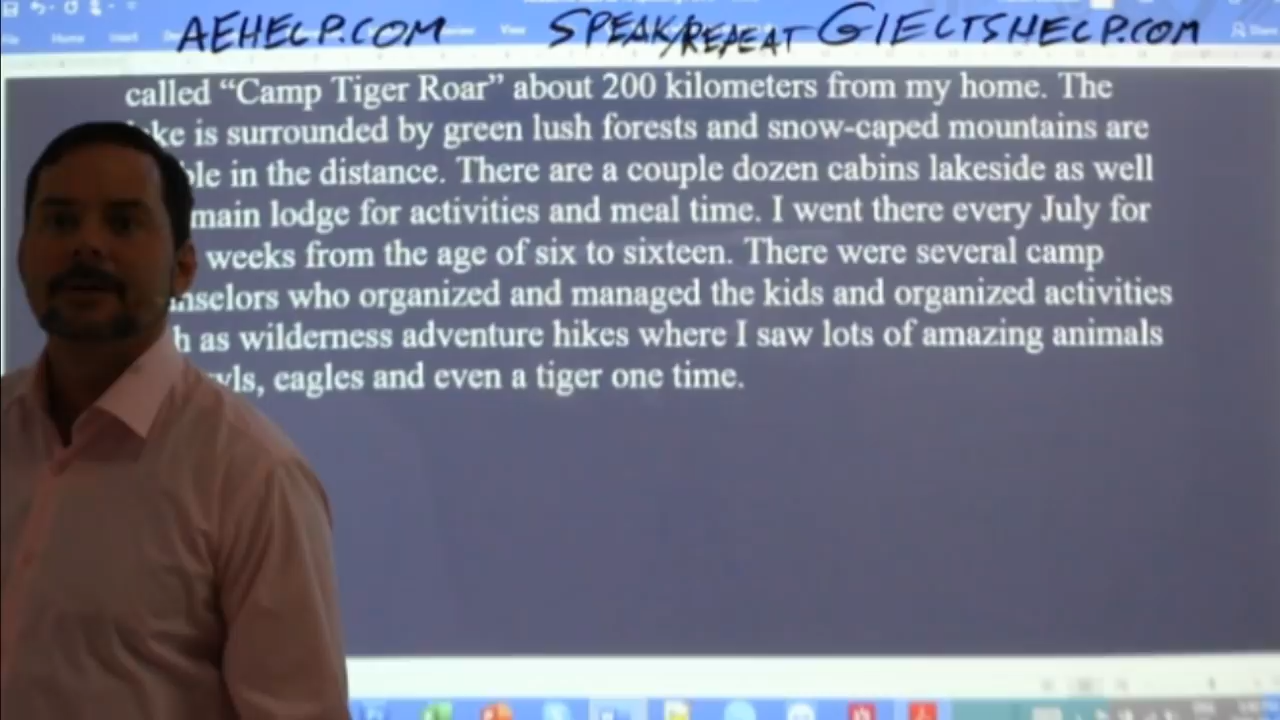 AEHELP.COM SPEAK/REPEAT GIELTSHELP.COM
Home Insert View Share
called “Camp Tiger Roar” about 200 kilometers from my home. The
is surrounded by green lush forests and snow-caped mountains are
in the distance. There are a couple dozen cabins lakeside as well
main lodge for activities and meal time. I went there every July for
weeks from the age of six to sixteen. There were several camp
who organized and managed the kids and organized activities
as wilderness adventure hikes where I saw lots of amazing animals
eagles and even a tiger one time.